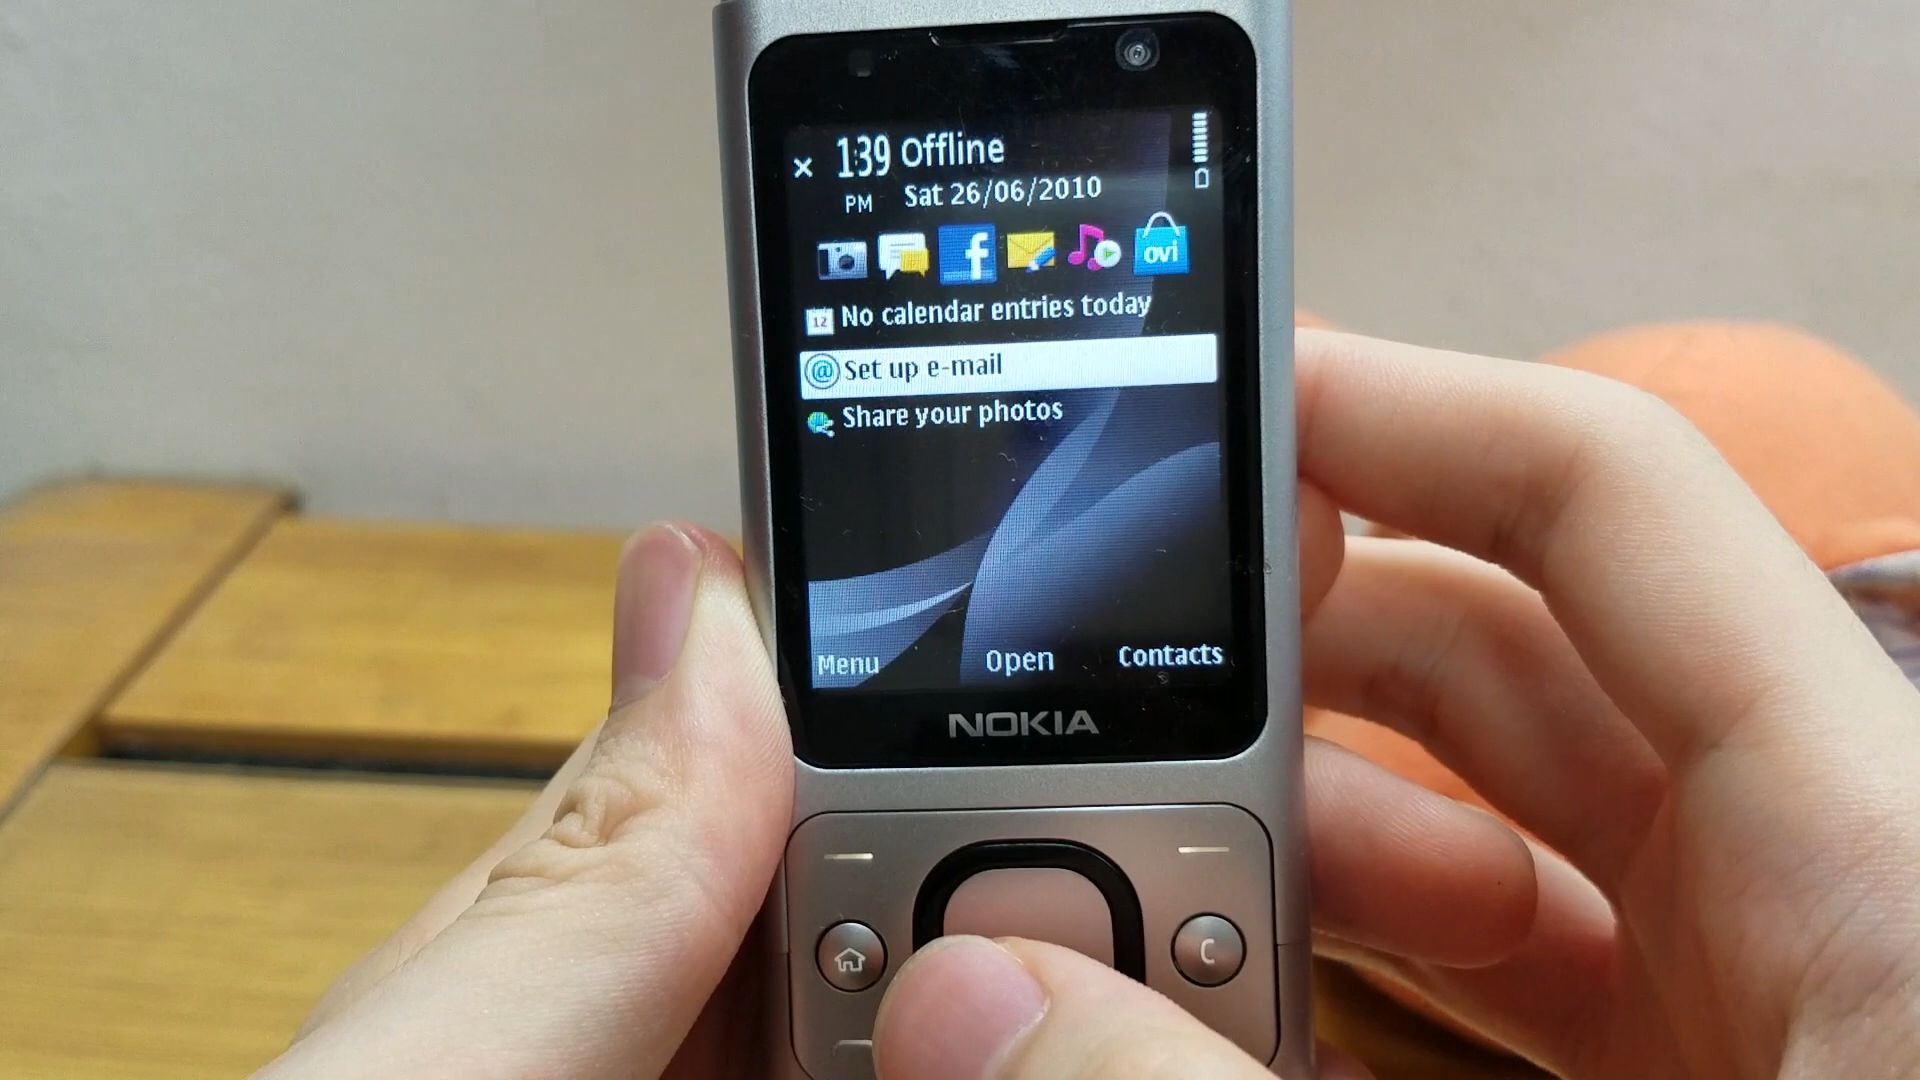 1:39 Offline
PM Sat 26/06/2010
f
ovi
12 No calendar entries today
@ Set up e-mail
Share your photos
Menu Open Contacts
NOKIA
C